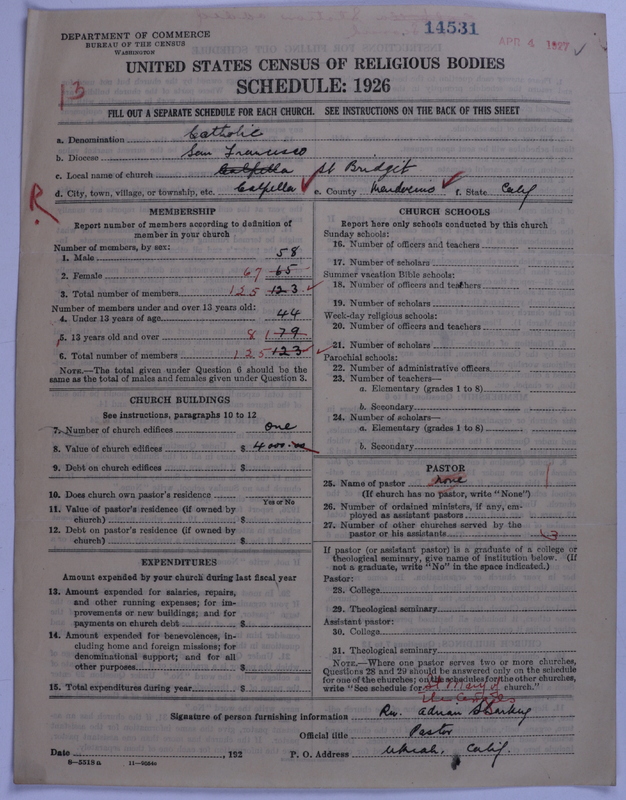 DEPARTMENT OF COMMERCE
BUREAU OF THE CENSUS
WASHINGTON
14531
APR 4 1927
UNITED STATES CENSUS OF RELIGIOUS BODIES
SCHEDULE: 1926
13
FILL OUT A SEPARATE SCHEDULE FOR EACH CHURCH. SEE INSTRUCTIONS ON THE BACK OF THIS SHEET
a. Denomination Catholic
b. Diocese San Francisco
c. Local name of church Calpella St Bridget
d. City, town, village, or township, etc. Calpella e. County Mendocino f. State Calif
R
MEMBERSHIP
Report number of members according to definition of
member in your church
Number of members, by sex:
1. Male 58
2. Female 67 65
3. Total number of members 125 123
Number of members under and over 13 years old:
4. Under 13 years of age 44
5. 13 years old and over 81 79
6. Total number of members 125 123
NOTE.—The total given under Question 6 should be the
same as the total of males and females given under Question 3.
CHURCH BUILDINGS
See instructions, paragraphs 10 to 12
7. Number of church edifices one
8. Value of church edifices $ 4000.00
9. Debt on church edifices $
10. Does church own pastor's residence
Yes or No
11. Value of pastor's residence (if owned by
church) $
12. Debt on pastor's residence (if owned by
church) $
EXPENDITURES
Amount expended by your church during last fiscal year
13. Amount expended for salaries, repairs,
and other running expenses; for im-
provements or new buildings; and for
payments on church debt $
14. Amount expended for benevolences, in-
cluding home and foreign missions; for
denominational support; and for all
other purposes $
15. Total expenditures during year $
CHURCH SCHOOLS
Report here only schools conducted by this church
Sunday schools:
16. Number of officers and teachers
17. Number of scholars
Summer vacation Bible schools:
18. Number of officers and teachers
19. Number of scholars
Week-day religious schools:
20. Number of officers and teachers
21. Number of scholars
Parochial schools:
22. Number of administrative officers
23. Number of teachers—
a. Elementary (grades 1 to 8)
b. Secondary
24. Number of scholars—
a. Elementary (grades 1 to 8)
b. Secondary
PASTOR
25. Name of pastor none 1
(If church has no pastor, write "None")
26. Number of ordained ministers, if any, em-
ployed as assistant pastors
27. Number of other churches served by the
pastor or his assistants 3
If pastor (or assistant pastor) is a graduate of a college or
theological seminary, give name of institution below. (If
not a graduate, write "No" in the space indicated.)
Pastor:
28. College
29. Theological seminary
Assistant pastor:
30. College
31. Theological seminary
NOTE.—Where one pastor serves two or more churches,
Questions 28 and 29 should be answered only on the schedule
for one of the churches; on the schedules for the other churches,
write "See schedule for St Mary of church."
the Angels
Signature of person furnishing information Rev. Adrian
Official title Pastor
Date , 192 P. O. Address Ukiah, Calif.
8—5518a 11—9684